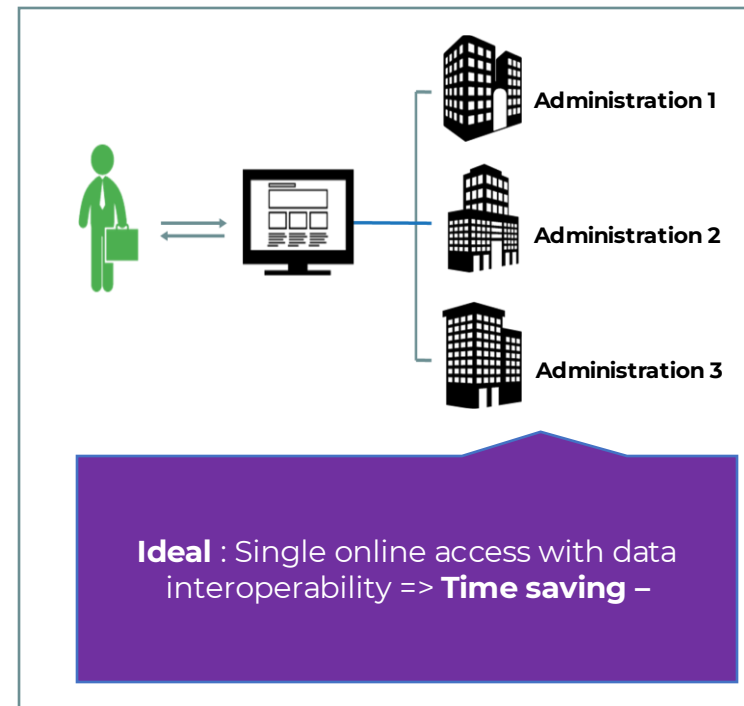 Administration 1
Administration 2
Administration 3
Ideal : Single online access with data
interoperability => Time saving –